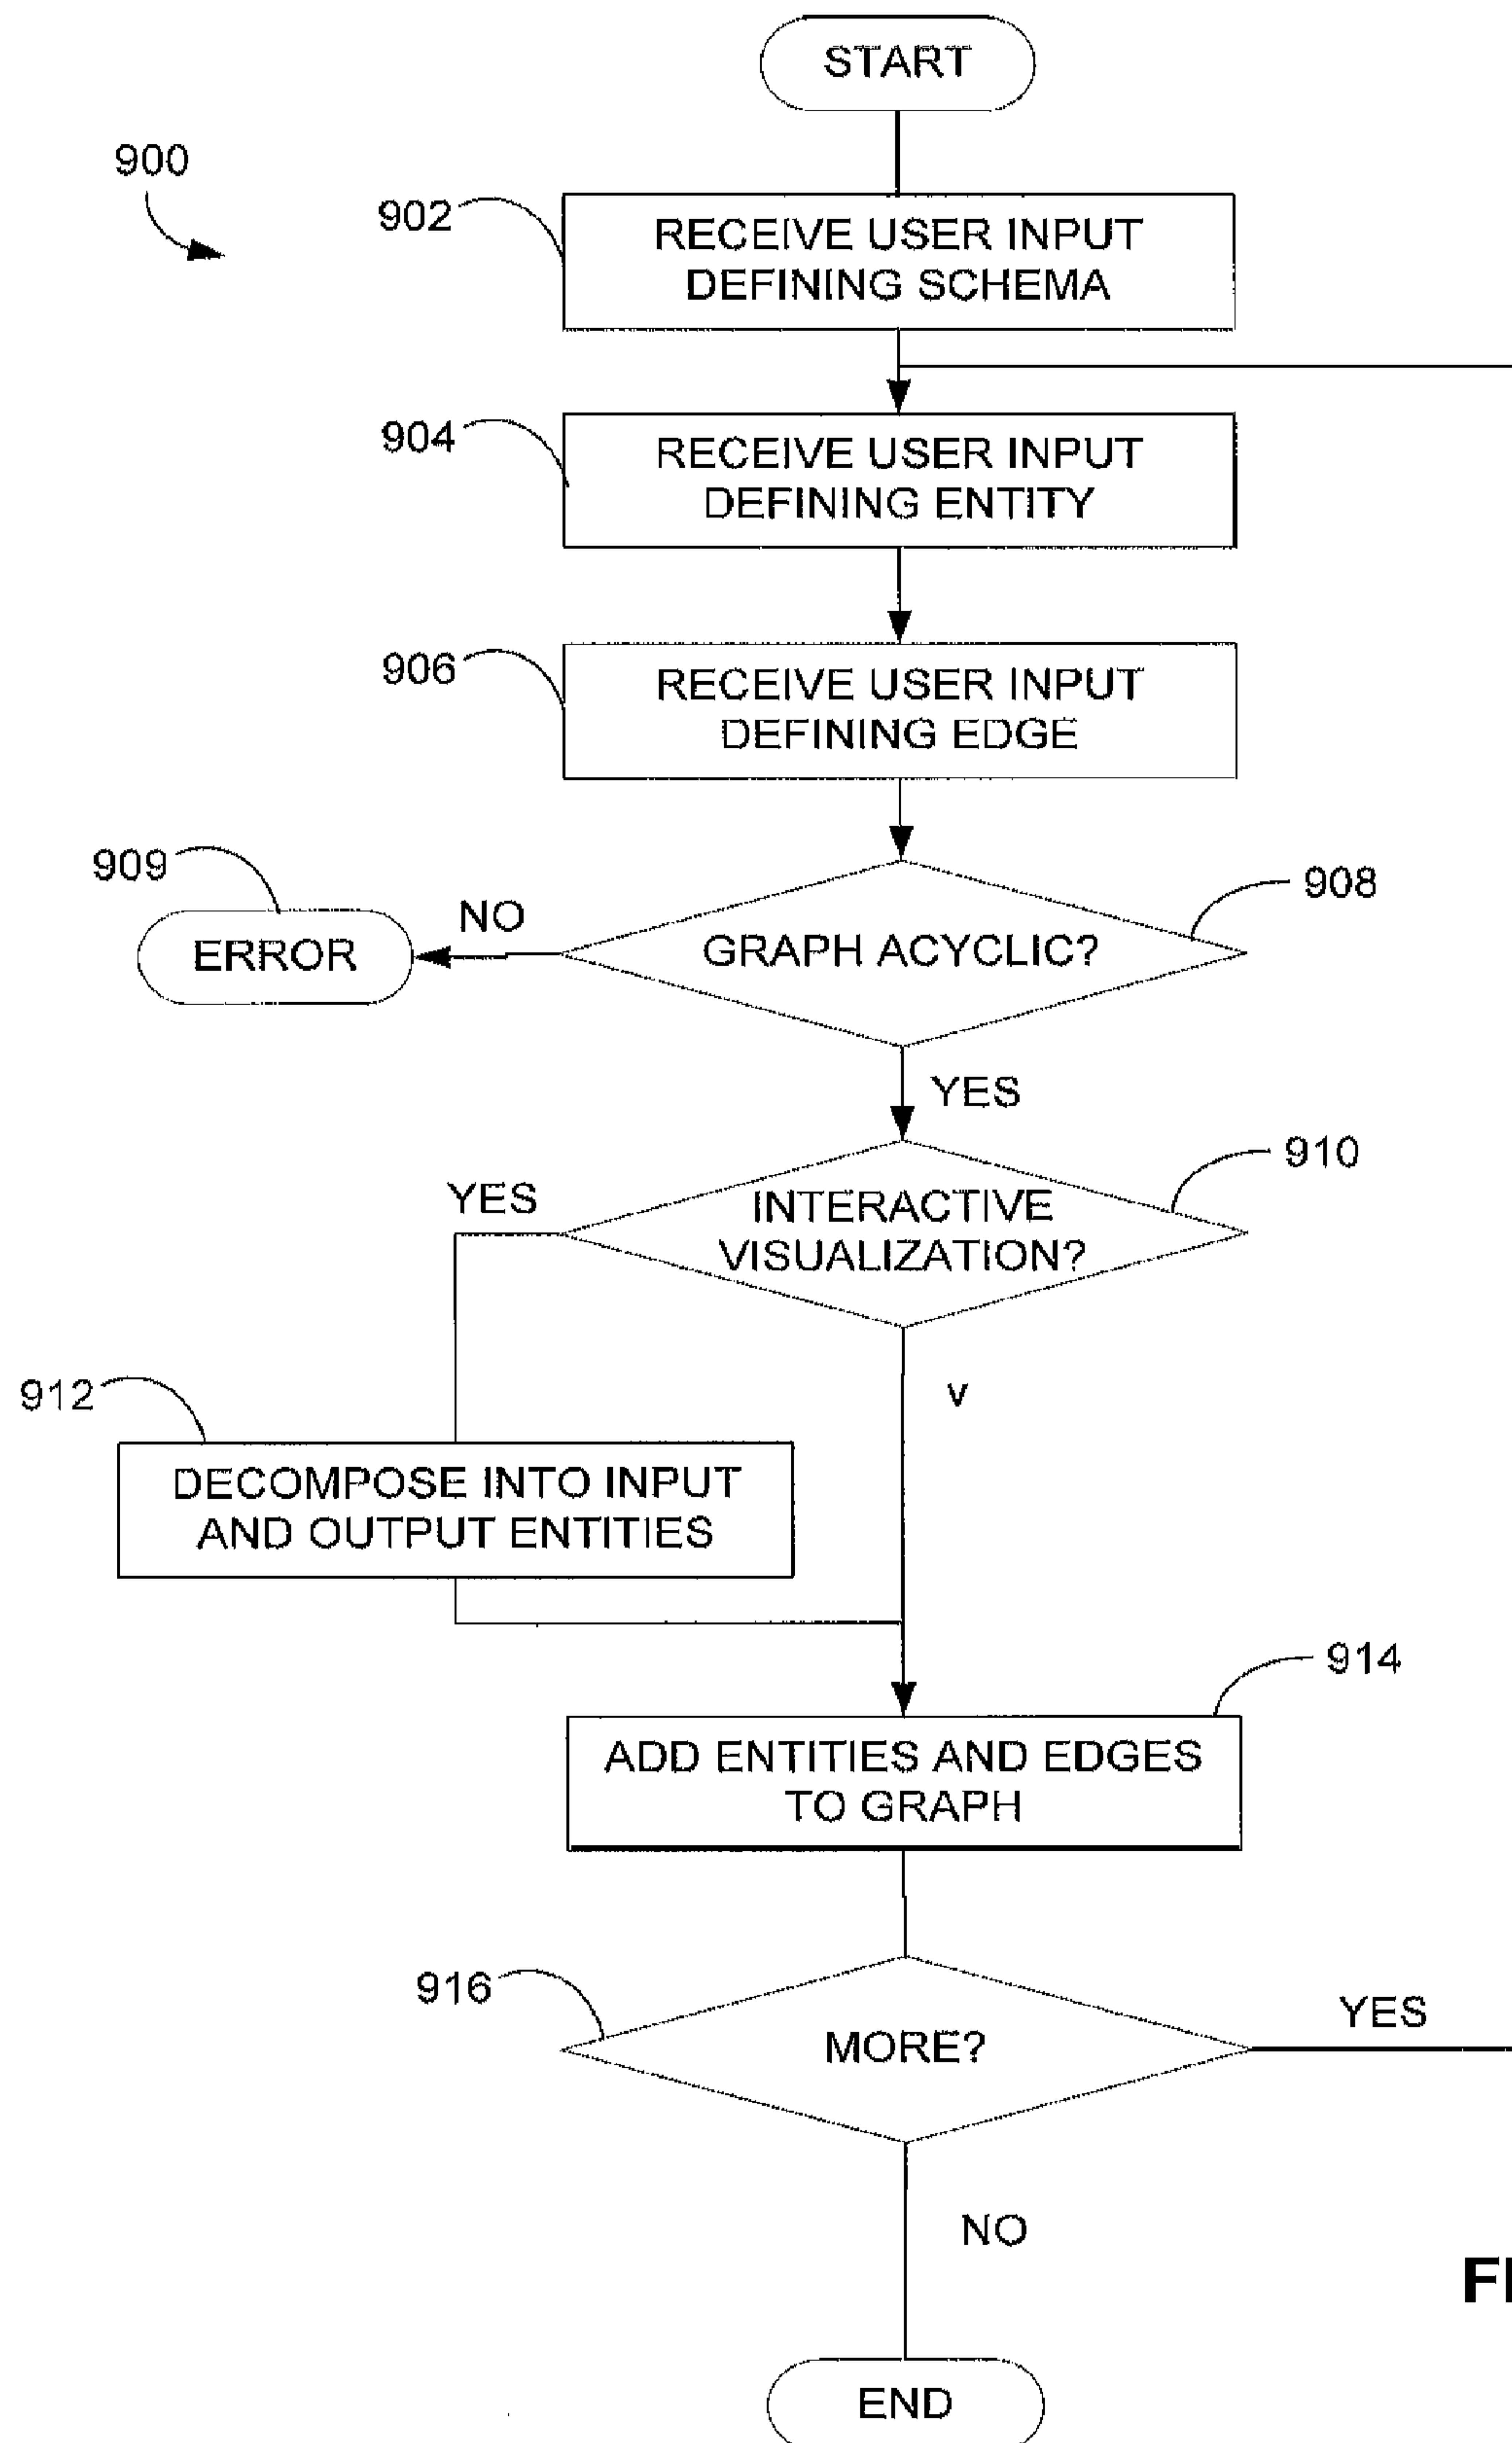 START
900
902
RECEIVE USER INPUT
DEFINING SCHEMA
904
RECEIVE USER INPUT
DEFINING ENTITY
906
RECEIVE USER INPUT
DEFINING EDGE
909
908
NO
ERROR
GRAPH ACYCLIC?
YES
910
YES
INTERACTIVE
VISUALIZATION?
912
v
DECOMPOSE INTO INPUT
AND OUTPUT ENTITIES
914
ADD ENTITIES AND EDGES
TO GRAPH
916
YES
MORE?
NO
END